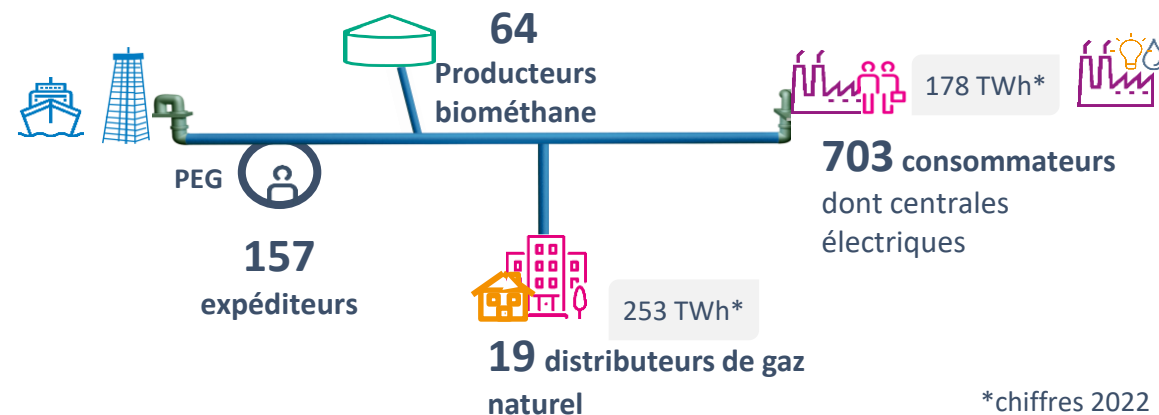 64
Producteurs
biométhane
178 TWh*
PEG
703 consommateurs
dont centrales
électriques
157
expéditeurs
253 TWh*
19 distributeurs de gaz
naturel
*chiffres 2022